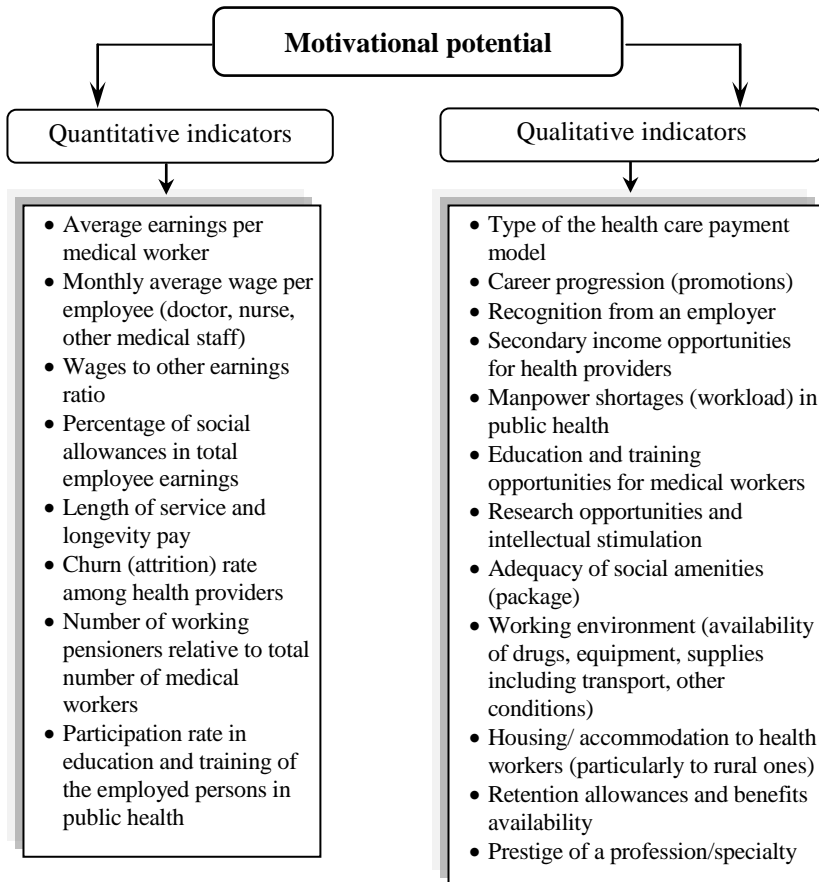 Motivational potential
Quantitative indicators
• Average earnings per
medical worker
• Monthly average wage per
employee (doctor, nurse,
other medical staff)
• Wages to other earnings
ratio
• Percentage of social
allowances in total
employee earnings
• Length of service and
longevity pay
• Churn (attrition) rate
among health providers
• Number of working
pensioners relative to total
number of medical
workers
• Participation rate in
education and training of
the employed persons in
public health
Qualitative indicators
• Type of the health care payment
model
• Career progression (promotions)
• Recognition from an employer
• Secondary income opportunities
for health providers
• Manpower shortages (workload) in
public health
• Education and training
opportunities for medical workers
• Research opportunities and
intellectual stimulation
• Adequacy of social amenities
(package)
• Working environment (availability
of drugs, equipment, supplies
including transport, other
conditions)
• Housing/ accommodation to health
workers (particularly to rural ones)
• Retention allowances and benefits
availability
• Prestige of a profession/specialty